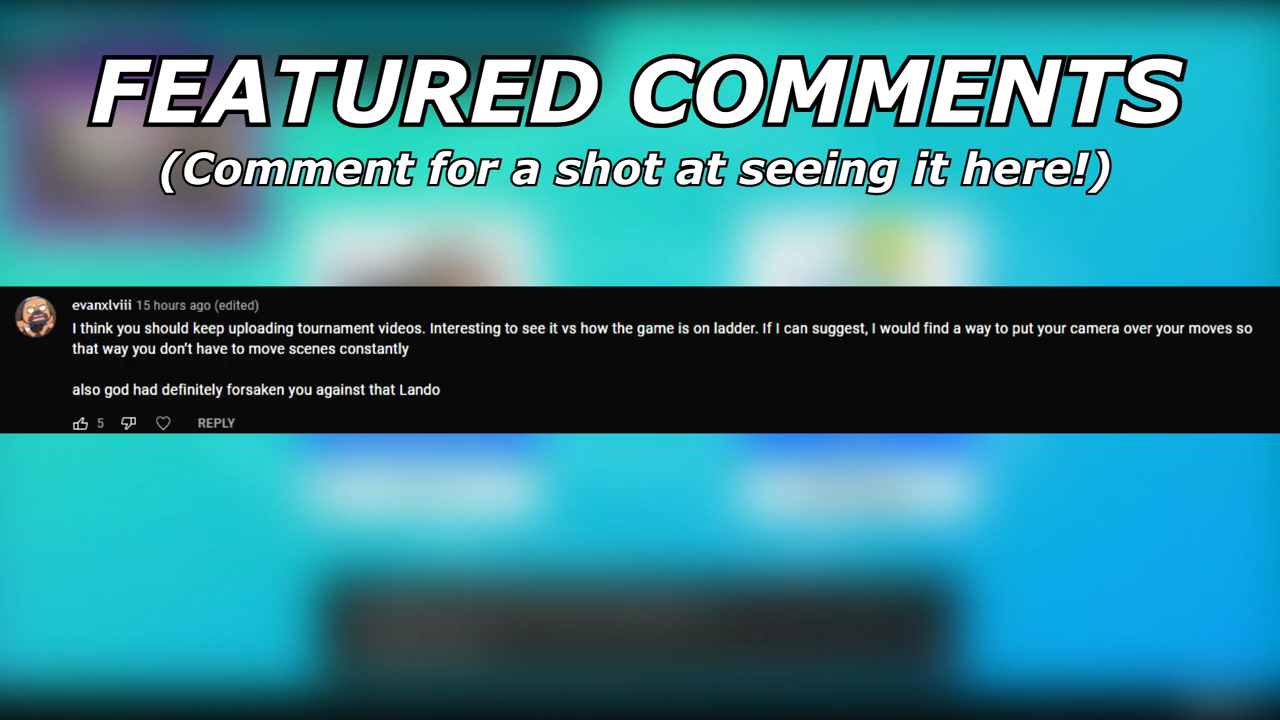 FEATURED COMMENTS
(Comment for a shot at seeing it here!)
evanxlviii 15 hours ago (edited)
I think you should keep uploading tournament videos. Interesting to see it vs how the game is on ladder. If I can suggest, I would find a way to put your camera over your moves so
that way you don’t have to move scenes constantly
also god had definitely forsaken you against that Lando
5 REPLY